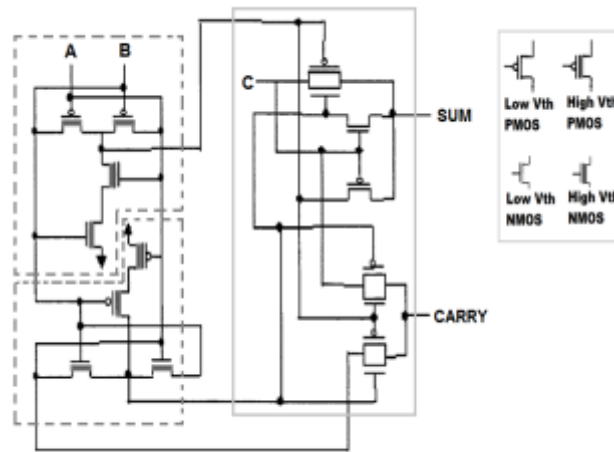 A B
C
SUM
CARRY
Low Vth PMOS
High Vth PMOS
Low Vth NMOS
High Vth NMOS